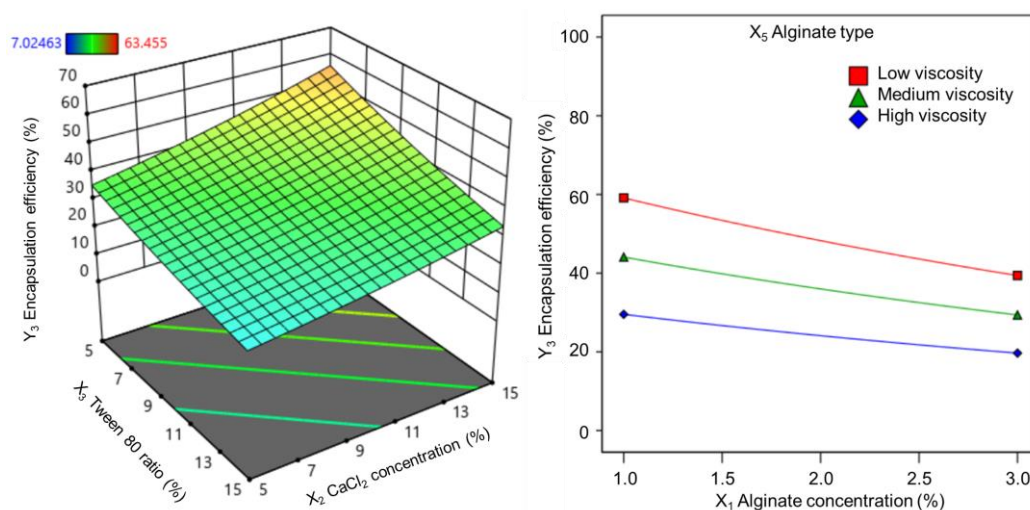 7.02463 63.455
70
60
50
40
30
20
10
0
Y₃ Encapsulation efficiency (%)
5
7
9
11
13
15
X₃ Tween 80 ratio (%)
5
7
9
11
13
15
X₂ CaCl₂ concentration (%)
X₅ Alginate type
Low viscosity
Medium viscosity
High viscosity
100
80
60
40
20
0
Y₃ Encapsulation efficiency (%)
1.0 1.5 2.0 2.5 3.0
X₁ Alginate concentration (%)